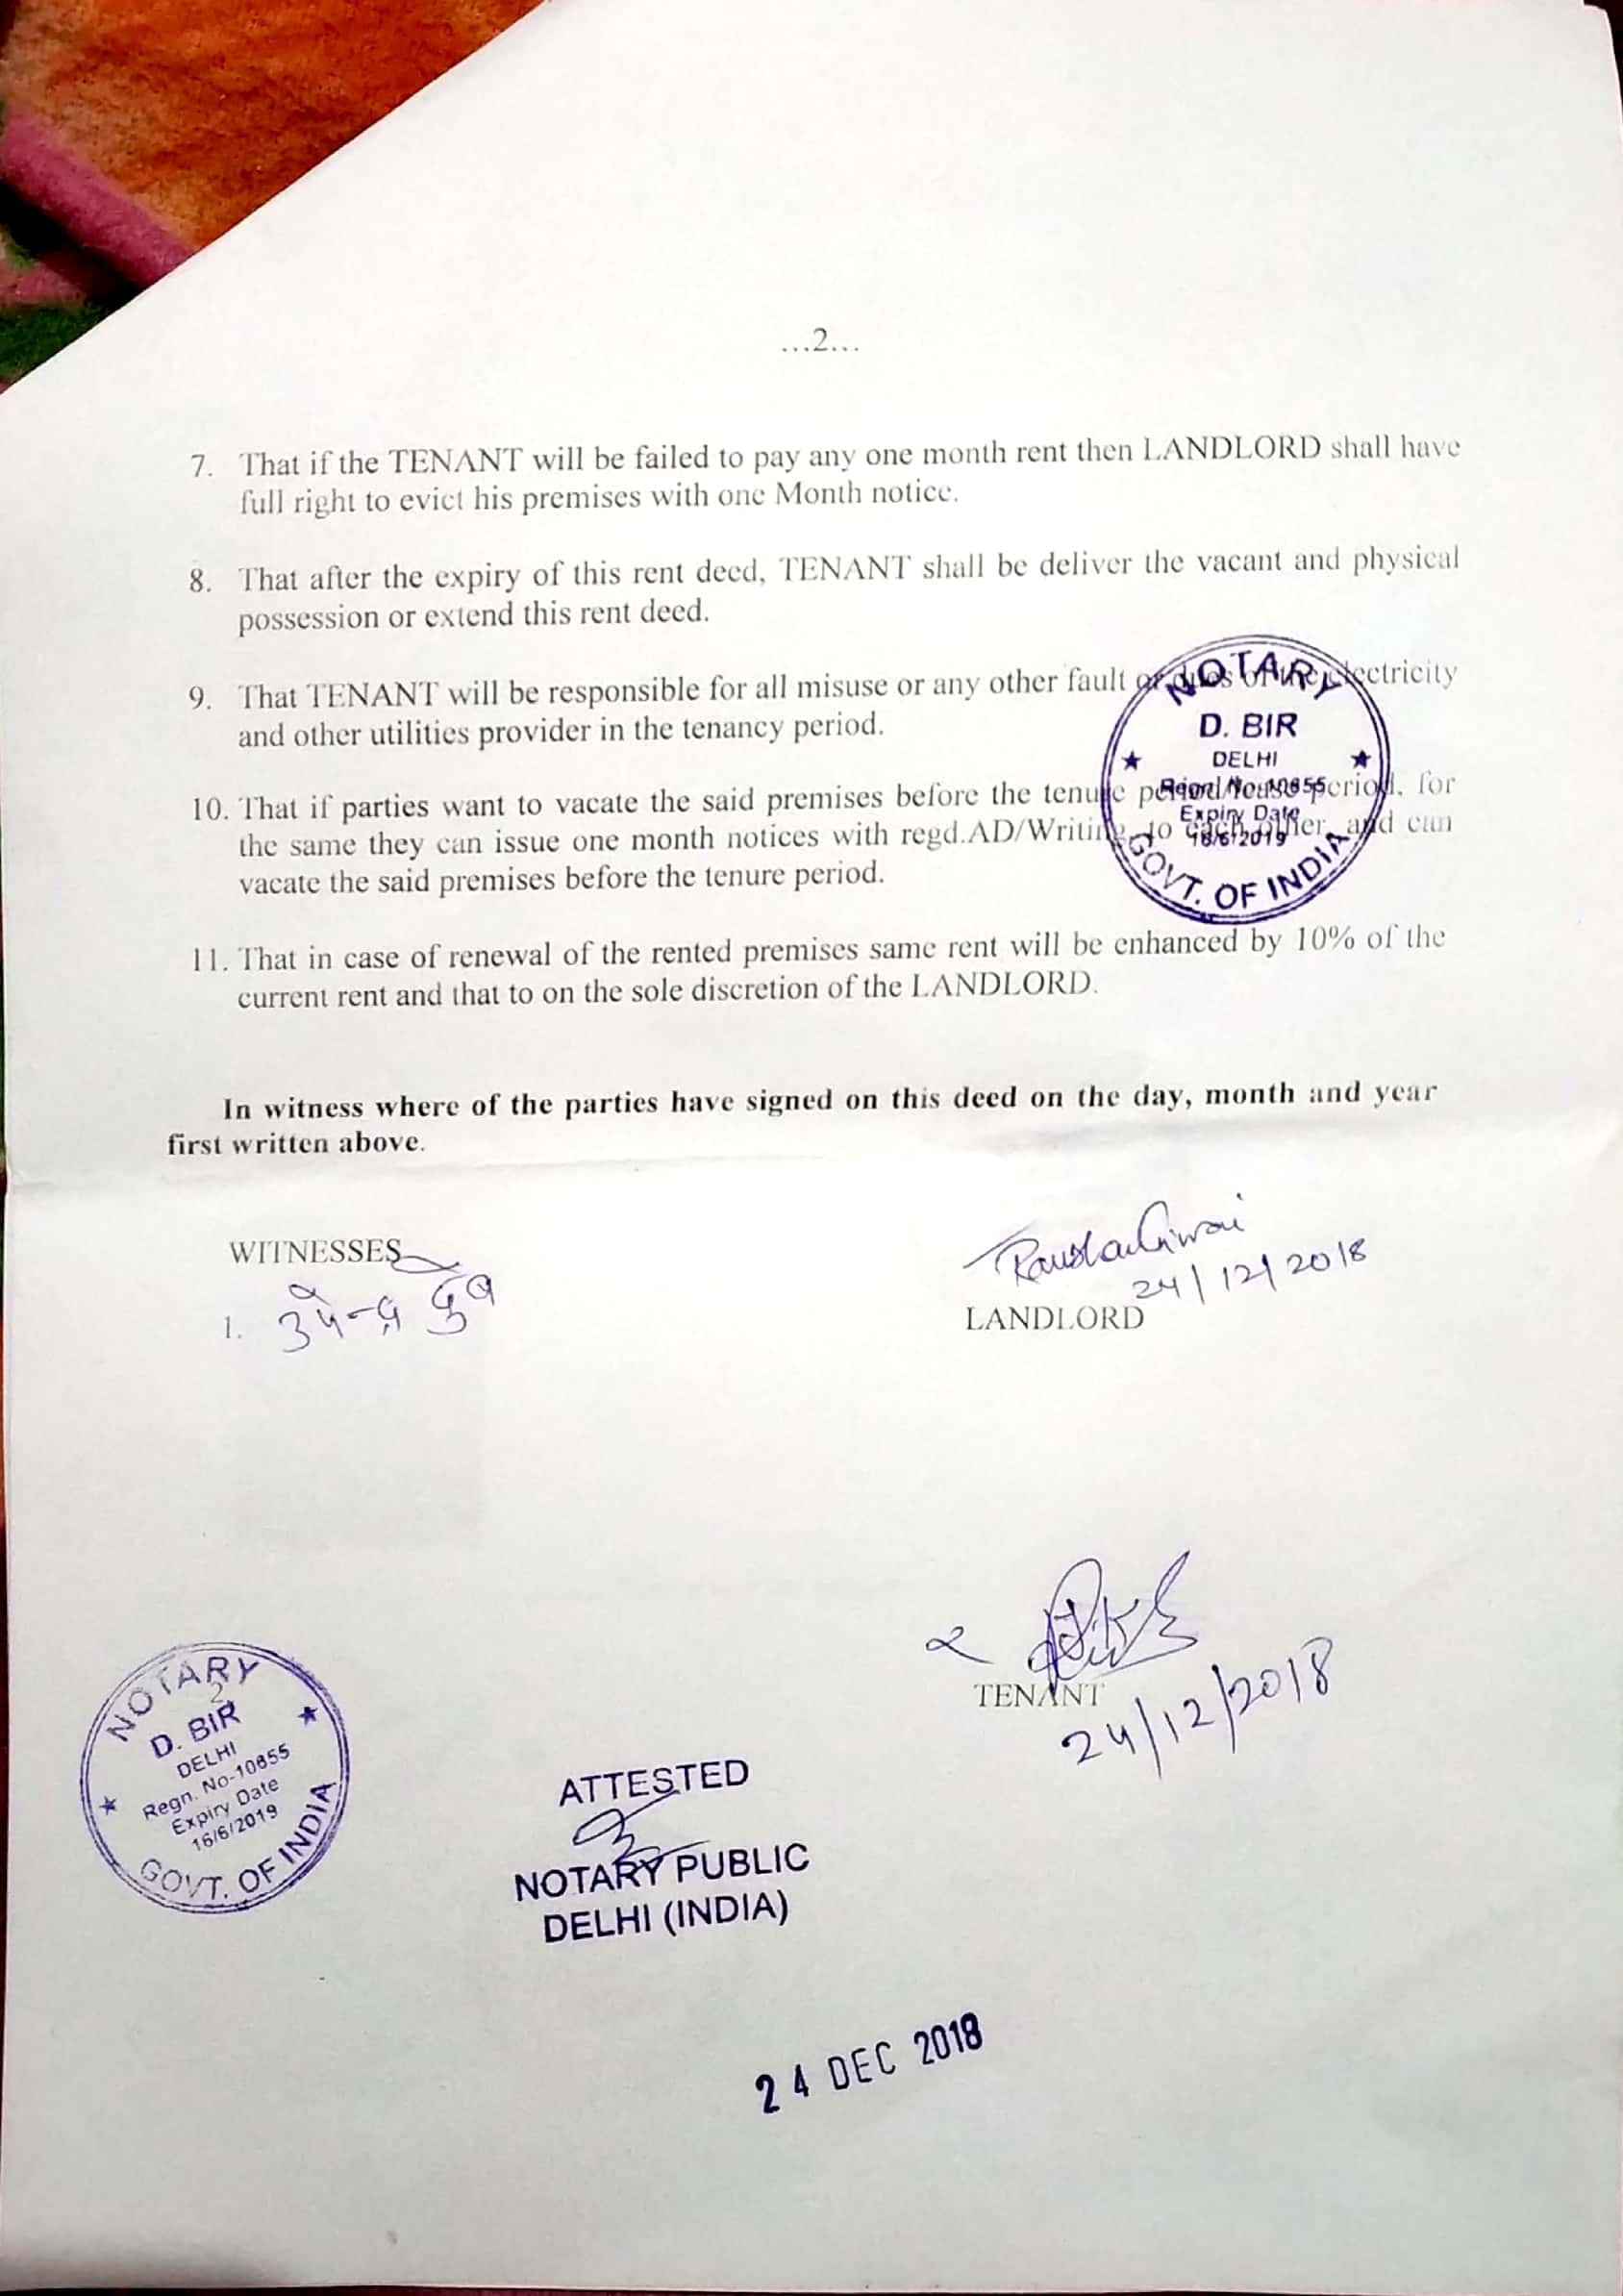 ...2...
7. That if the TENANT will be failed to pay any one month rent then LANDLORD shall have
full right to evict his premises with one Month notice.
8. That after the expiry of this rent deed, TENANT shall be deliver the vacant and physical
possession or extend this rent deed.
9. That TENANT will be responsible for all misuse or any other fault or dues of the electricity
and other utilities provider in the tenancy period.
10. That if parties want to vacate the said premises before the tenure period/lease period, for
the same they can issue one month notices with regd.AD/Writing, to each other, and can
vacate the said premises before the tenure period.
11. That in case of renewal of the rented premises same rent will be enhanced by 10% of the
current rent and that to on the sole discretion of the LANDLORD.
NOTARY
D. BIR
DELHI
Regn. No-10655
Expiry Date
16/6/2019
GOVT. OF INDIA
In witness where of the parties have signed on this deed on the day, month and year
first written above.
WITNESSES
1.
24/12/2018
LANDLORD
TENANT
24/12/2018
2.
NOTARY
D. BIR
DELHI
Regn. No-10655
Expiry Date
16/6/2019
GOVT. OF INDIA
ATTESTED
NOTARY PUBLIC
DELHI (INDIA)
24 DEC 2018